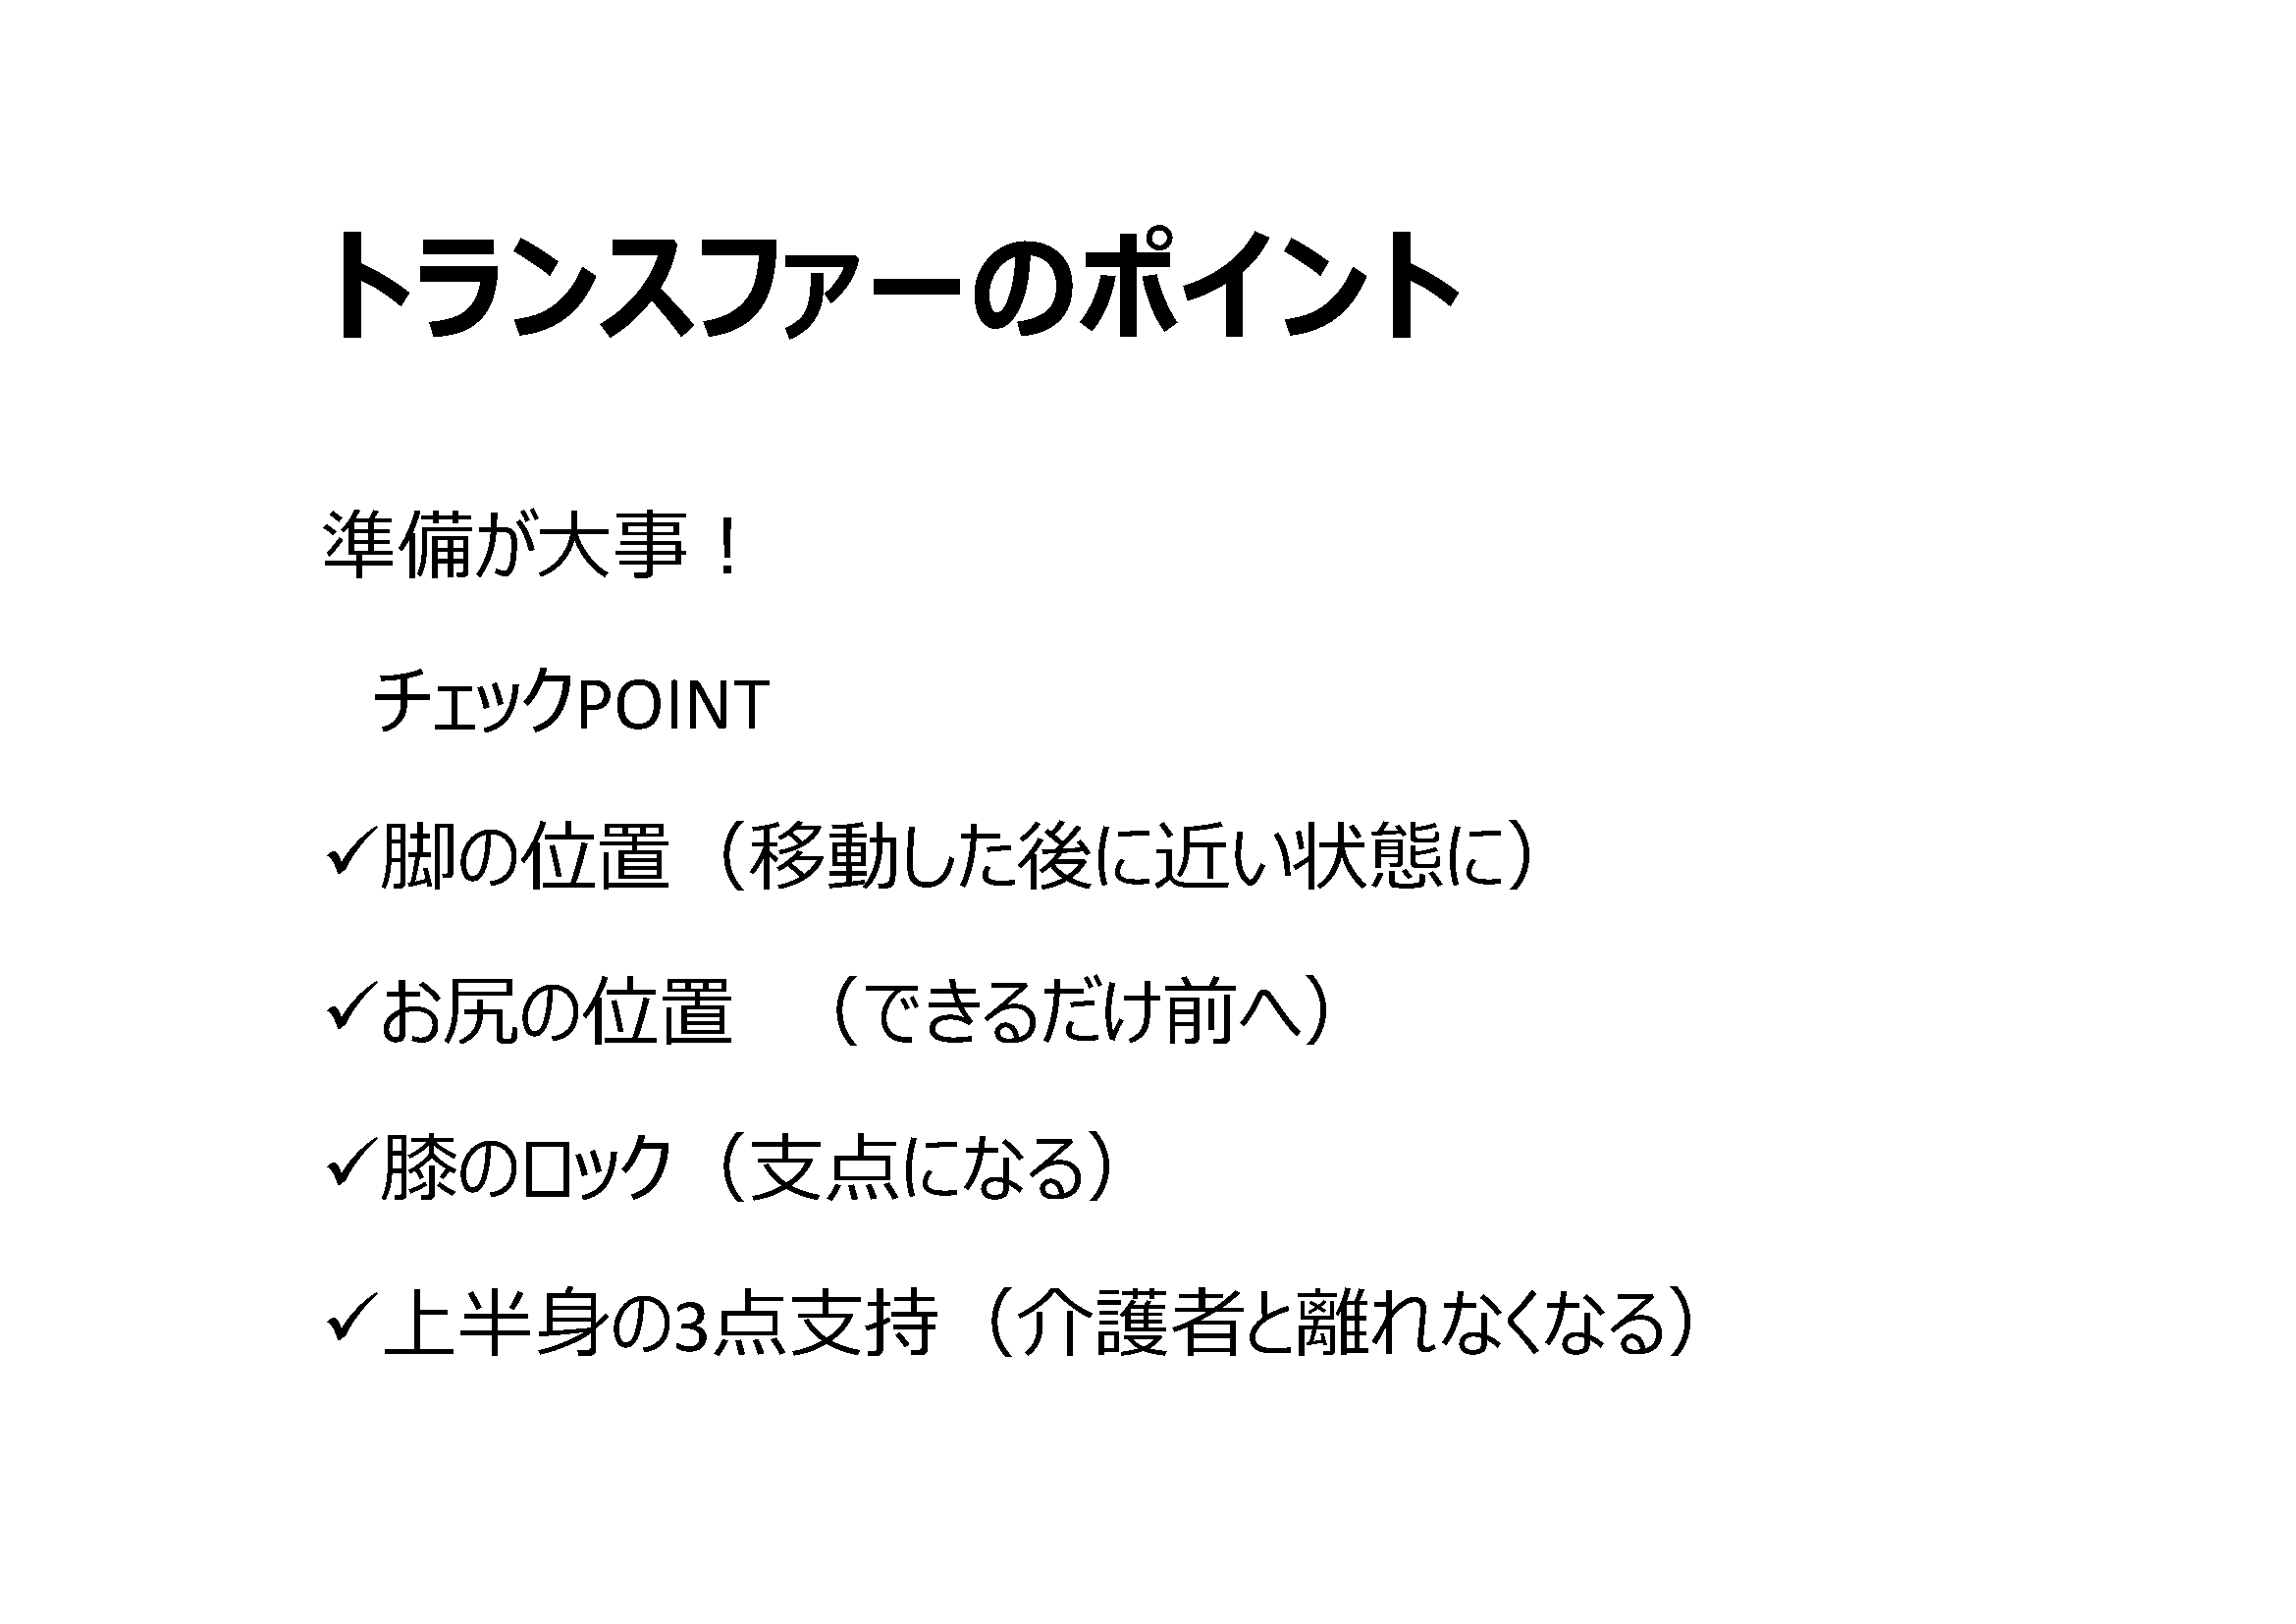 トランスファーのポイント
準備が大事！
チェックPOINT
✓脚の位置（移動した後に近い状態に）
✓お尻の位置　（できるだけ前へ）
✓膝のロック（支点になる）
✓上半身の3点支持（介護者と離れなくなる）